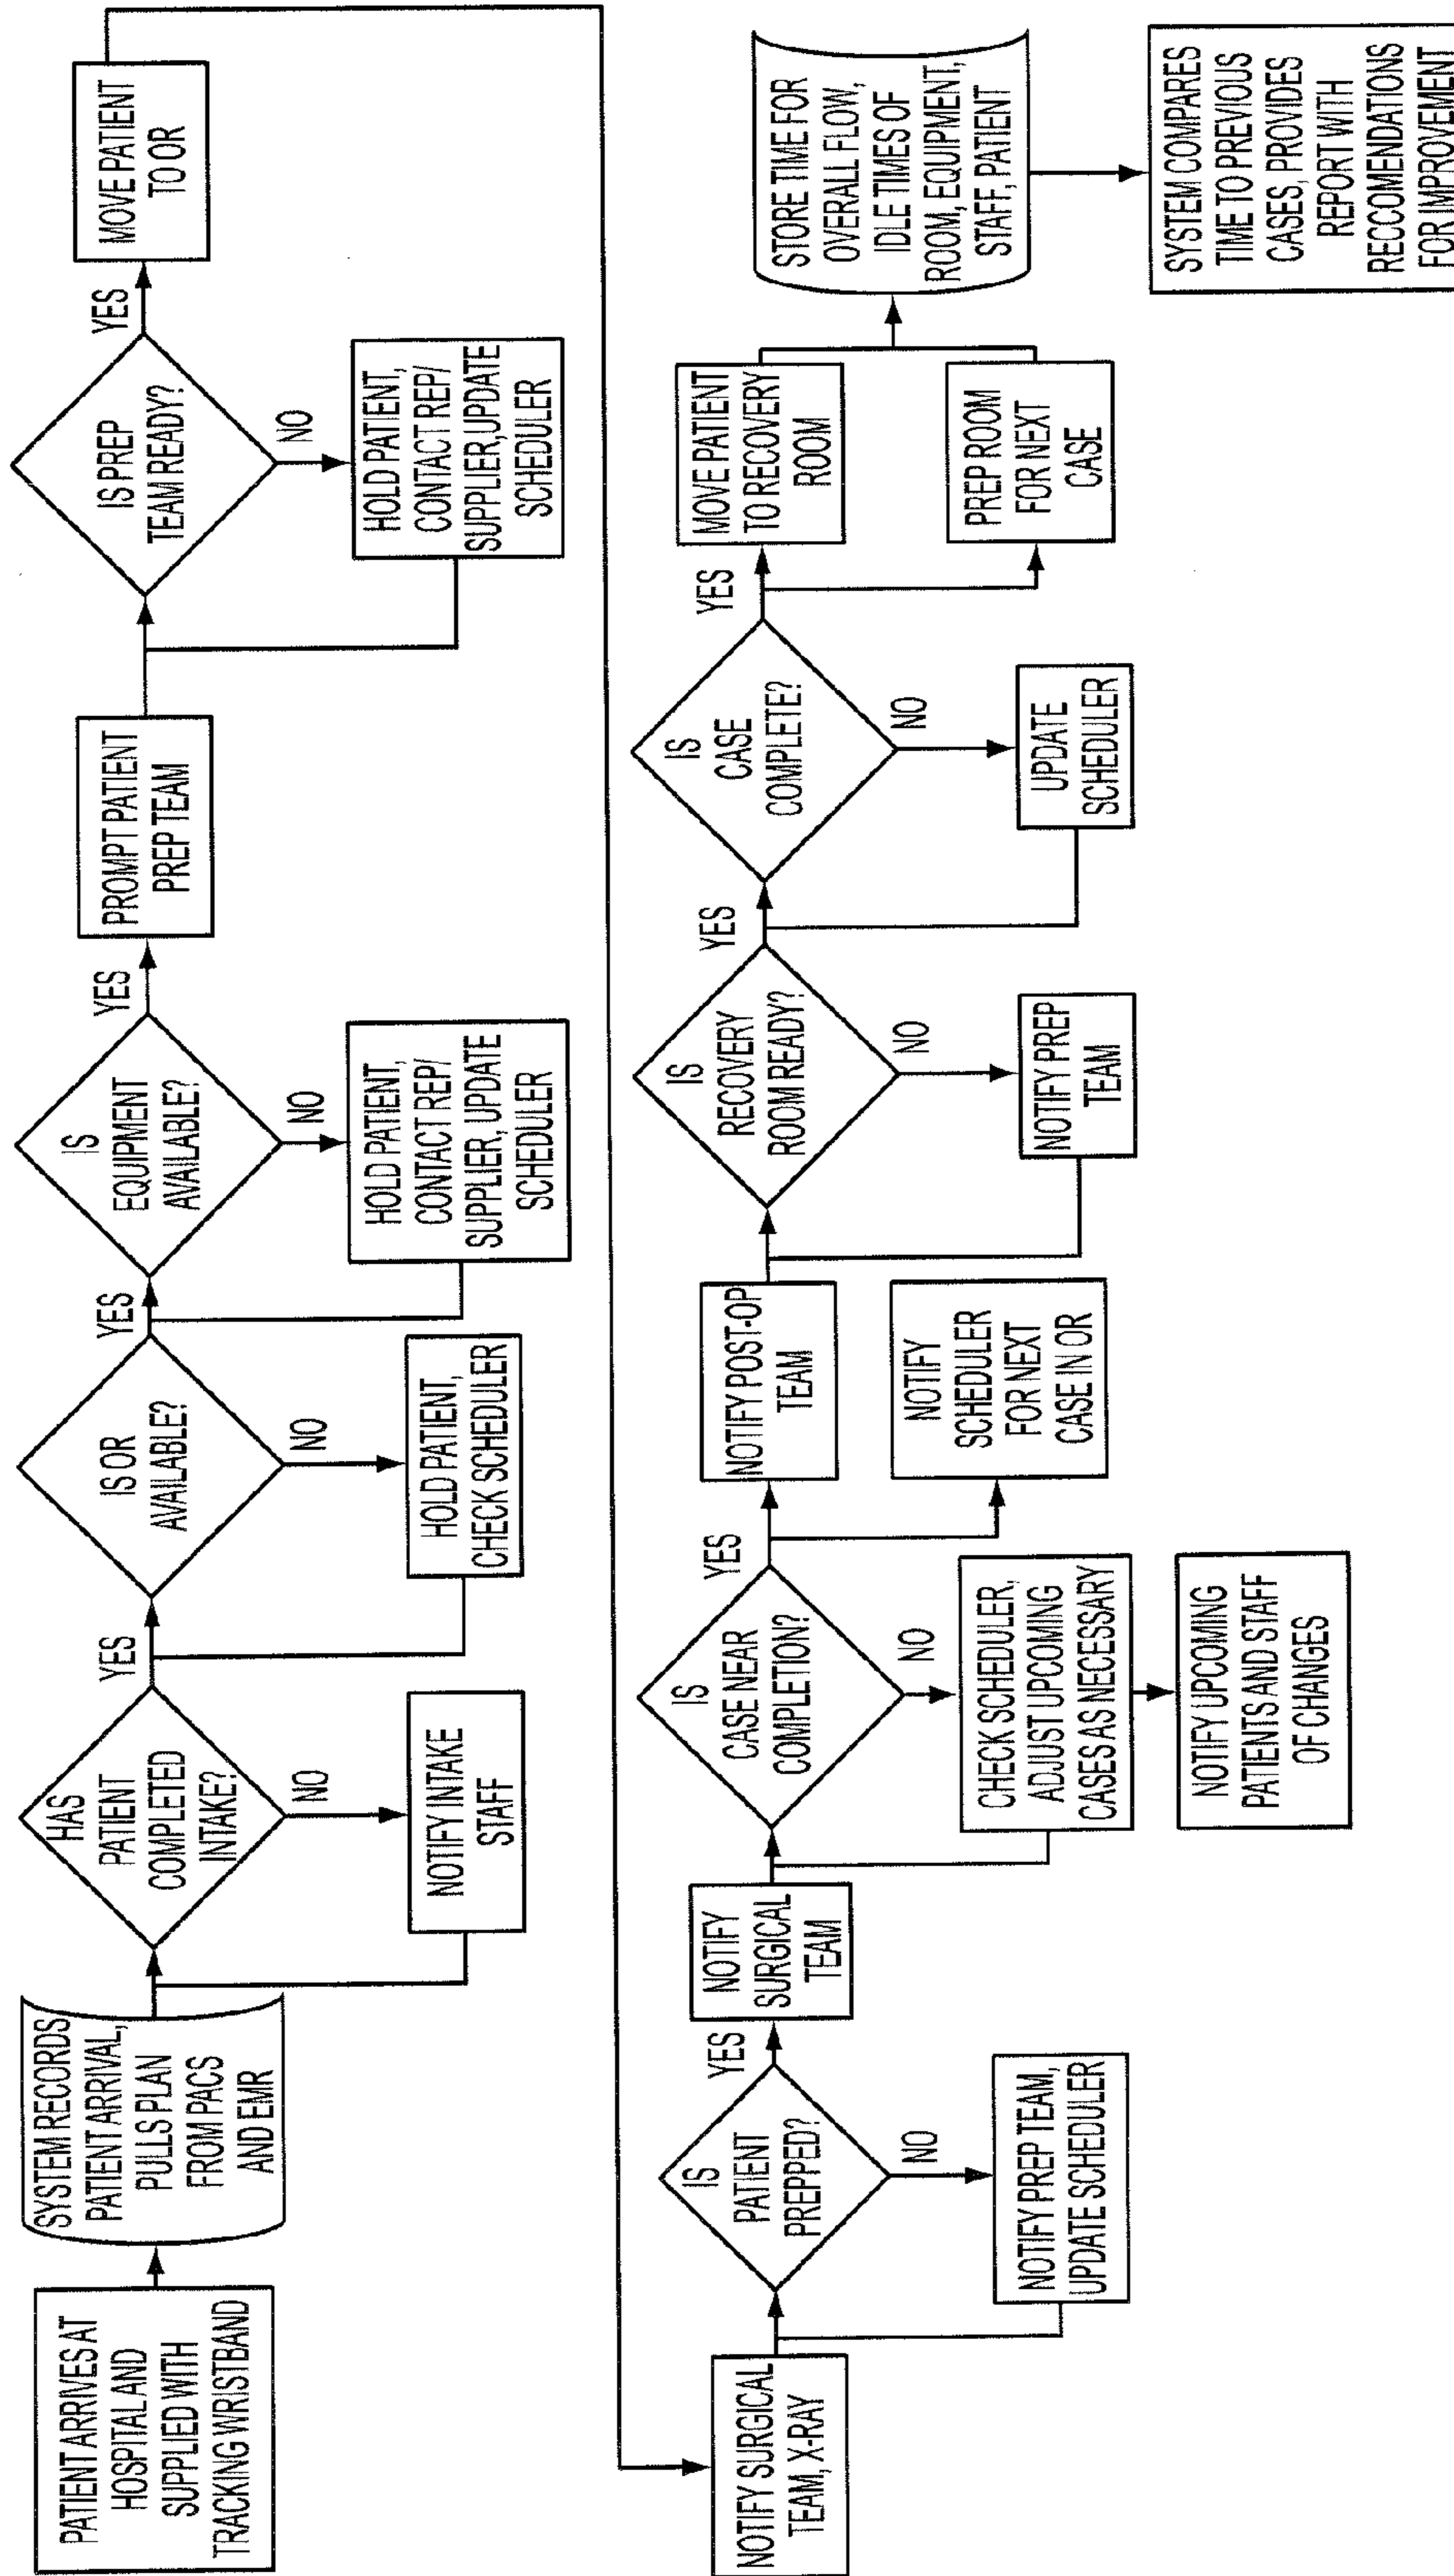 PATIENT ARRIVES AT
HOSPITAL AND
SUPPLIED WITH
TRACKING WRISTBAND
SYSTEM RECORDS
PATIENT ARRIVAL,
PULLS PLAN
FROM PACS
AND EMR
HAS
PATIENT
COMPLETED
INTAKE?
YES
NO
NOTIFY INTAKE
STAFF
IS OR
AVAILABLE?
YES
NO
HOLD PATIENT,
CHECK SCHEDULER
IS
EQUIPMENT
AVAILABLE?
YES
NO
HOLD PATIENT,
CONTACT REP/
SUPPLIER, UPDATE
SCHEDULER
PROMPT PATIENT
PREP TEAM
IS PREP
TEAM READY?
YES
NO
HOLD PATIENT,
CONTACT REP/
SUPPLIER,UPDATE
SCHEDULER
MOVE PATIENT
TO OR
NOTIFY SURGICAL
TEAM, X-RAY
IS
PATIENT
PREPPED?
YES
NO
NOTIFY PREP TEAM,
UPDATE SCHEDULER
NOTIFY
SURGICAL
TEAM
IS
CASE NEAR
COMPLETION?
YES
NO
CHECK SCHEDULER,
ADJUST UPCOMING
CASES AS NECESSARY
NOTIFY UPCOMING
PATIENTS AND STAFF
OF CHANGES
NOTIFY POST-OP
TEAM
NOTIFY
SCHEDULER
FOR NEXT
CASE IN OR
IS
RECOVERY
ROOM READY?
YES
NO
NOTIFY PREP
TEAM
IS
CASE
COMPLETE?
YES
NO
UPDATE
SCHEDULER
MOVE PATIENT
TO RECOVERY
ROOM
PREP ROOM
FOR NEXT
CASE
STORE TIME FOR
OVERALL FLOW,
IDLE TIMES OF
ROOM, EQUIPMENT,
STAFF, PATIENT
SYSTEM COMPARES
TIME TO PREVIOUS
CASES, PROVIDES
REPORT WITH
RECCOMENDATIONS
FOR IMPROVEMENT